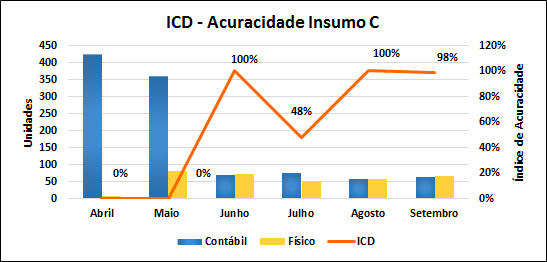 ICD - Acuracidade Insumo C
Unidades
450
400
350
300
250
200
150
100
50
0
0%
0%
100%
48%
100%
98%
120%
100%
80%
60%
40%
20%
0%
Índice de Acuracidade
Abril
Maio
Junho
Julho
Agosto
Setembro
Contábil
Físico
ICD